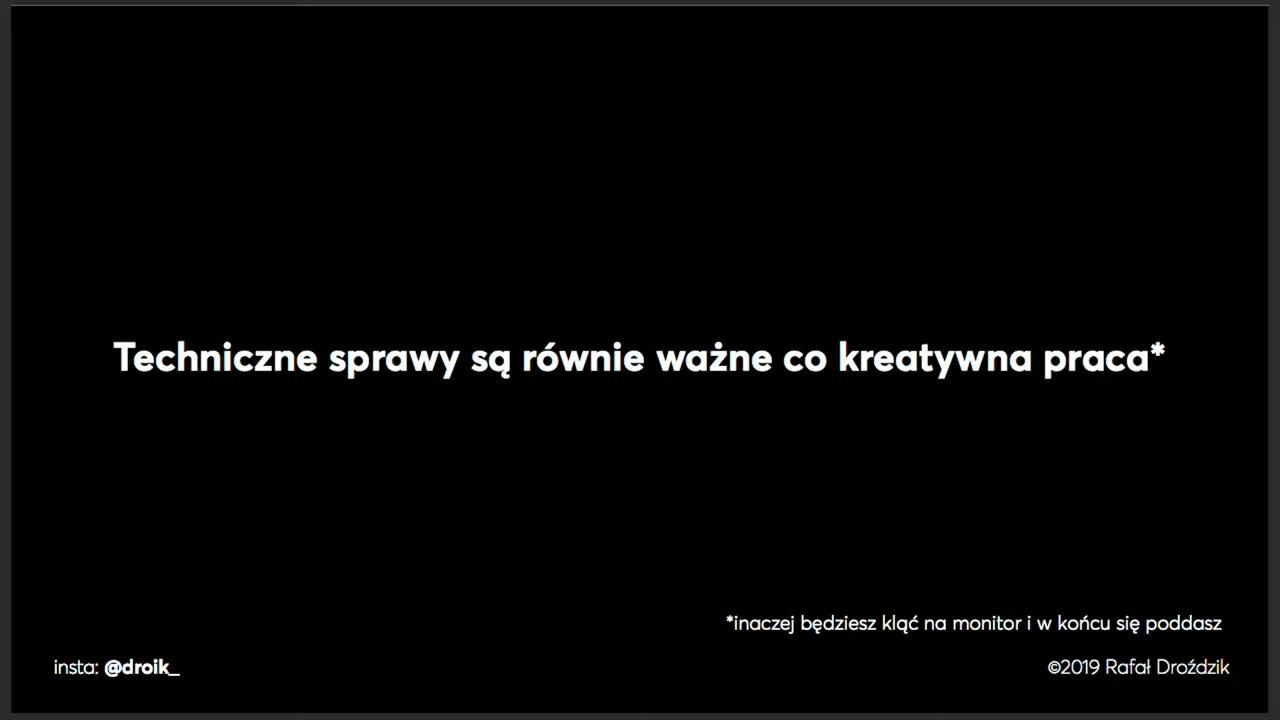 Techniczne sprawy są równie ważne co kreatywna praca*
*inaczej będziesz kląć na monitor i w końcu się poddasz
insta: @droik_
©2019 Rafał Droździk